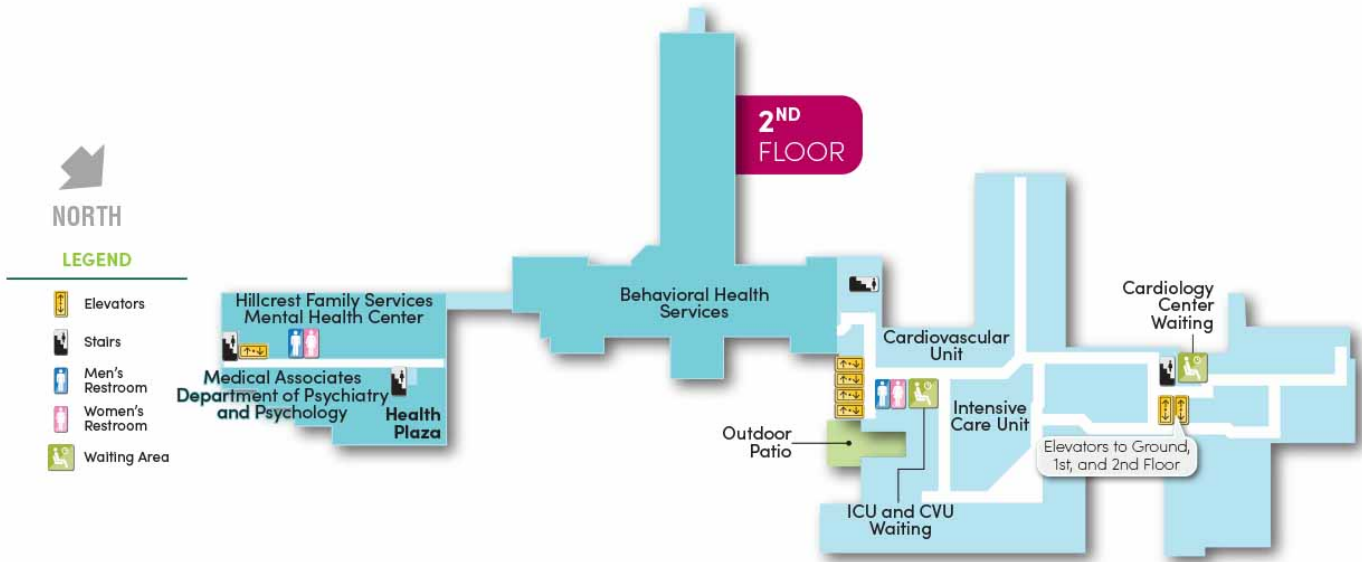 2ND
FLOOR
NORTH
LEGEND
Elevators
Stairs
Men's
Restroom
Women's
Restroom
Waiting Area
Hillcrest Family Services
Mental Health Center
Medical Associates
Department of Psychiatry
and Psychology
Health
Plaza
Behavioral Health
Services
Cardiovascular
Unit
Cardiology
Center
Waiting
Intensive
Care Unit
Outdoor
Patio
Elevators to Ground,
1st, and 2nd Floor
ICU and CVU
Waiting